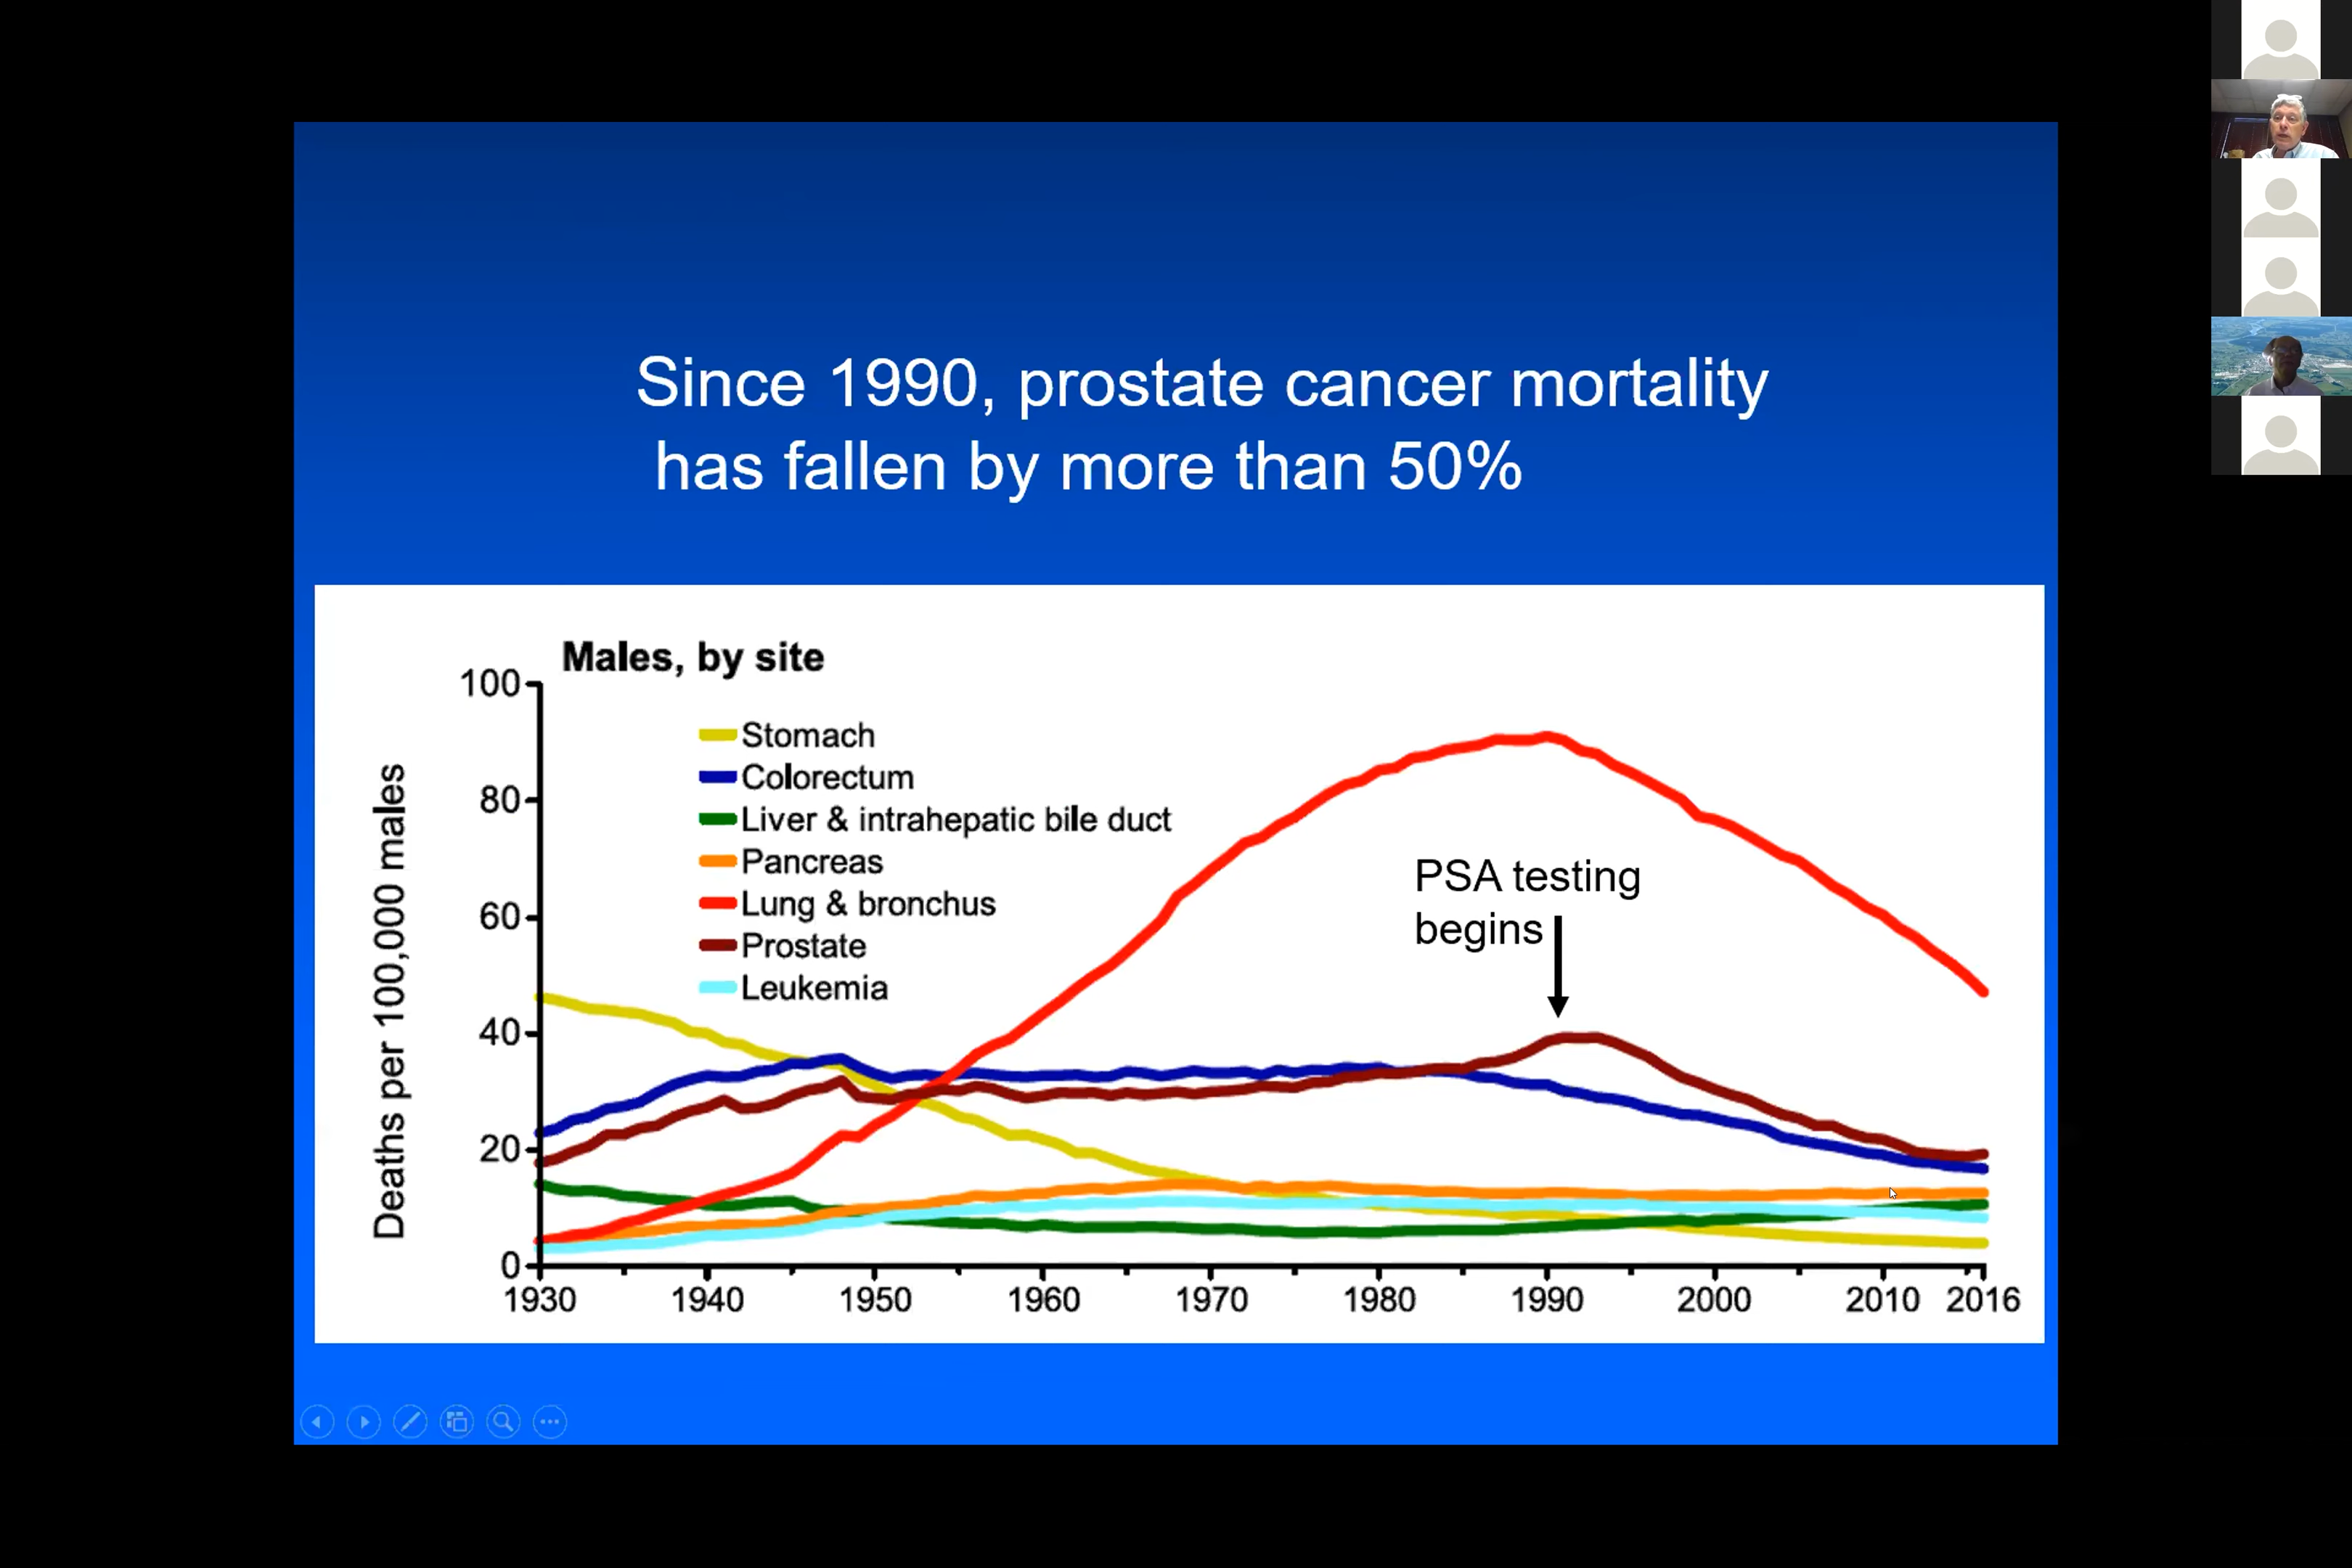 Since 1990, prostate cancer mortality
has fallen by more than 50%
Males, by site
100
80
60
40
20
0
Deaths per 100,000 males
Stomach
Colorectum
Liver & intrahepatic bile duct
Pancreas
Lung & bronchus
Prostate
Leukemia
PSA testing
begins
1930 1940 1950 1960 1970 1980 1990 2000 2010 2016